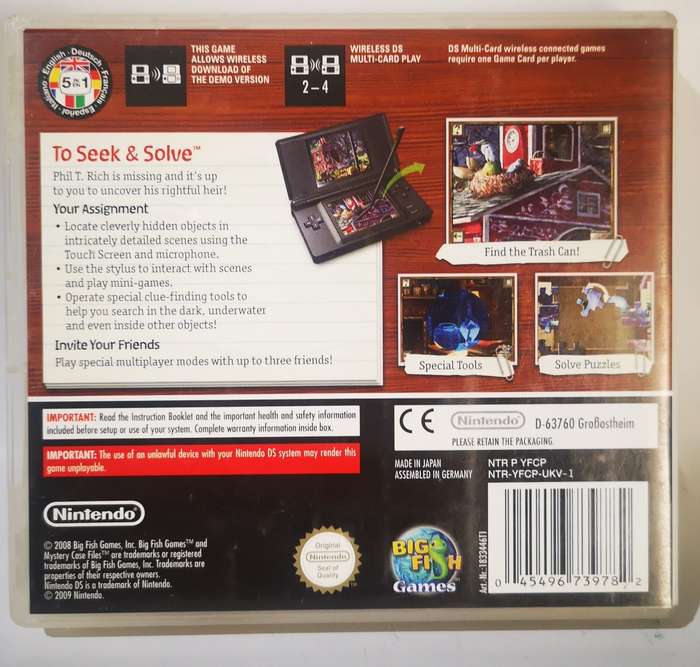 English · Deutsch · Français · Español · Italiano
5 IN 1
THIS GAME
ALLOWS WIRELESS
DOWNLOAD OF
THE DEMO VERSION
2 – 4
WIRELESS DS
MULTI-CARD PLAY
DS Multi-Card wireless connected games
require one Game Card per player.
To Seek & Solve™
Phil T. Rich is missing and it's up
to you to uncover his rightful heir!
Your Assignment
• Locate cleverly hidden objects in
intricately detailed scenes using the
Touch Screen and microphone.
• Use the stylus to interact with scenes
and play mini-games.
• Operate special clue-finding tools to
help you search in the dark, underwater
and even inside other objects!
Invite Your Friends
Play special multiplayer modes with up to three friends!
Find the Trash Can!
Special Tools
Solve Puzzles
IMPORTANT: Read the Instruction Booklet and the important health and safety information
included before setup or use of your system. Complete warranty information inside box.
IMPORTANT: The use of an unlawful device with your Nintendo DS system may render this
game unplayable.
CE
Nintendo
D-63760 Großostheim
PLEASE RETAIN THE PACKAGING.
MADE IN JAPAN
ASSEMBLED IN GERMANY
NTR P YFCP
NTR-YFCP-UKV-1
Nintendo
© 2008 Big Fish Games, Inc. Big Fish Games™ and
Mystery Case Files™ are trademarks or registered
trademarks of Big Fish Games, Inc. Trademarks are
properties of their respective owners.
Nintendo DS is a trademark of Nintendo.
© 2009 Nintendo.
Original
Nintendo
Seal of
Quality
BIG
FISH
Games
Art.-Nr.: 1833446T1
0 45496 73978 2